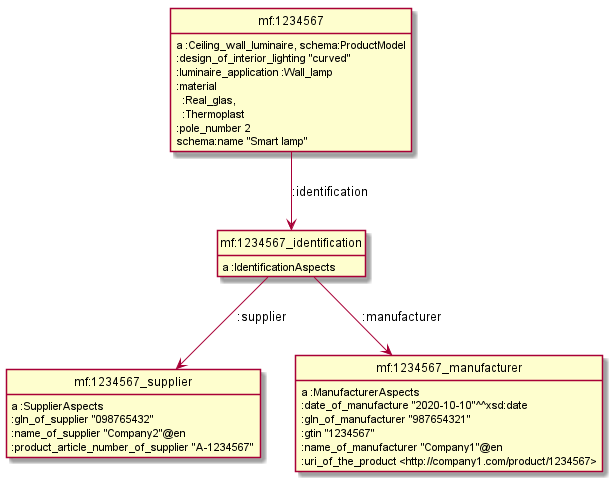 mf:1234567
a :Ceiling_wall_luminaire, schema:ProductModel
:design_of_interior_lighting "curved"
:luminaire_application :Wall_lamp
:material
:Real_glas,
:Thermoplast
:pole_number 2
schema:name "Smart lamp"
:identification
mf:1234567_identification
a :IdentificationAspects
:supplier
:manufacturer
mf:1234567_supplier
a :SupplierAspects
:gln_of_supplier "098765432"
:name_of_supplier "Company2"@en
:product_article_number_of_supplier "A-1234567"
mf:1234567_manufacturer
a :ManufacturerAspects
:date_of_manufacture "2020-10-10"^^xsd:date
:gln_of_manufacturer "987654321"
:gtin "1234567"
:name_of_manufacturer "Company1"@en
:uri_of_the_product <http://company1.com/product/1234567>